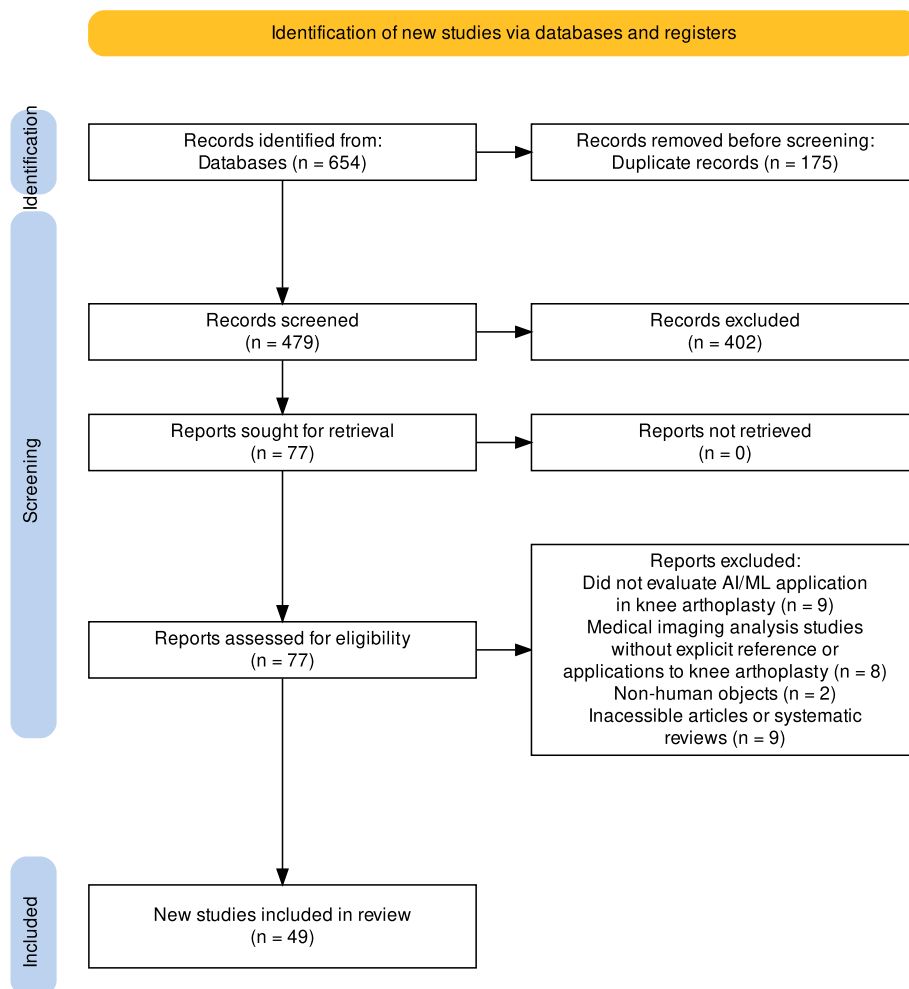 Identification of new studies via databases and registers
Identification
Records identified from:
Databases (n = 654)
Records removed before screening:
Duplicate records (n = 175)
Screening
Records screened
(n = 479)
Records excluded
(n = 402)
Reports sought for retrieval
(n = 77)
Reports not retrieved
(n = 0)
Reports assessed for eligibility
(n = 77)
Reports excluded:
Did not evaluate AI/ML application
in knee arthoplasty (n = 9)
Medical imaging analysis studies
without explicit reference or
applications to knee arthoplasty (n = 8)
Non-human objects (n = 2)
Inacessible articles or systematic
reviews (n = 9)
Included
New studies included in review
(n = 49)